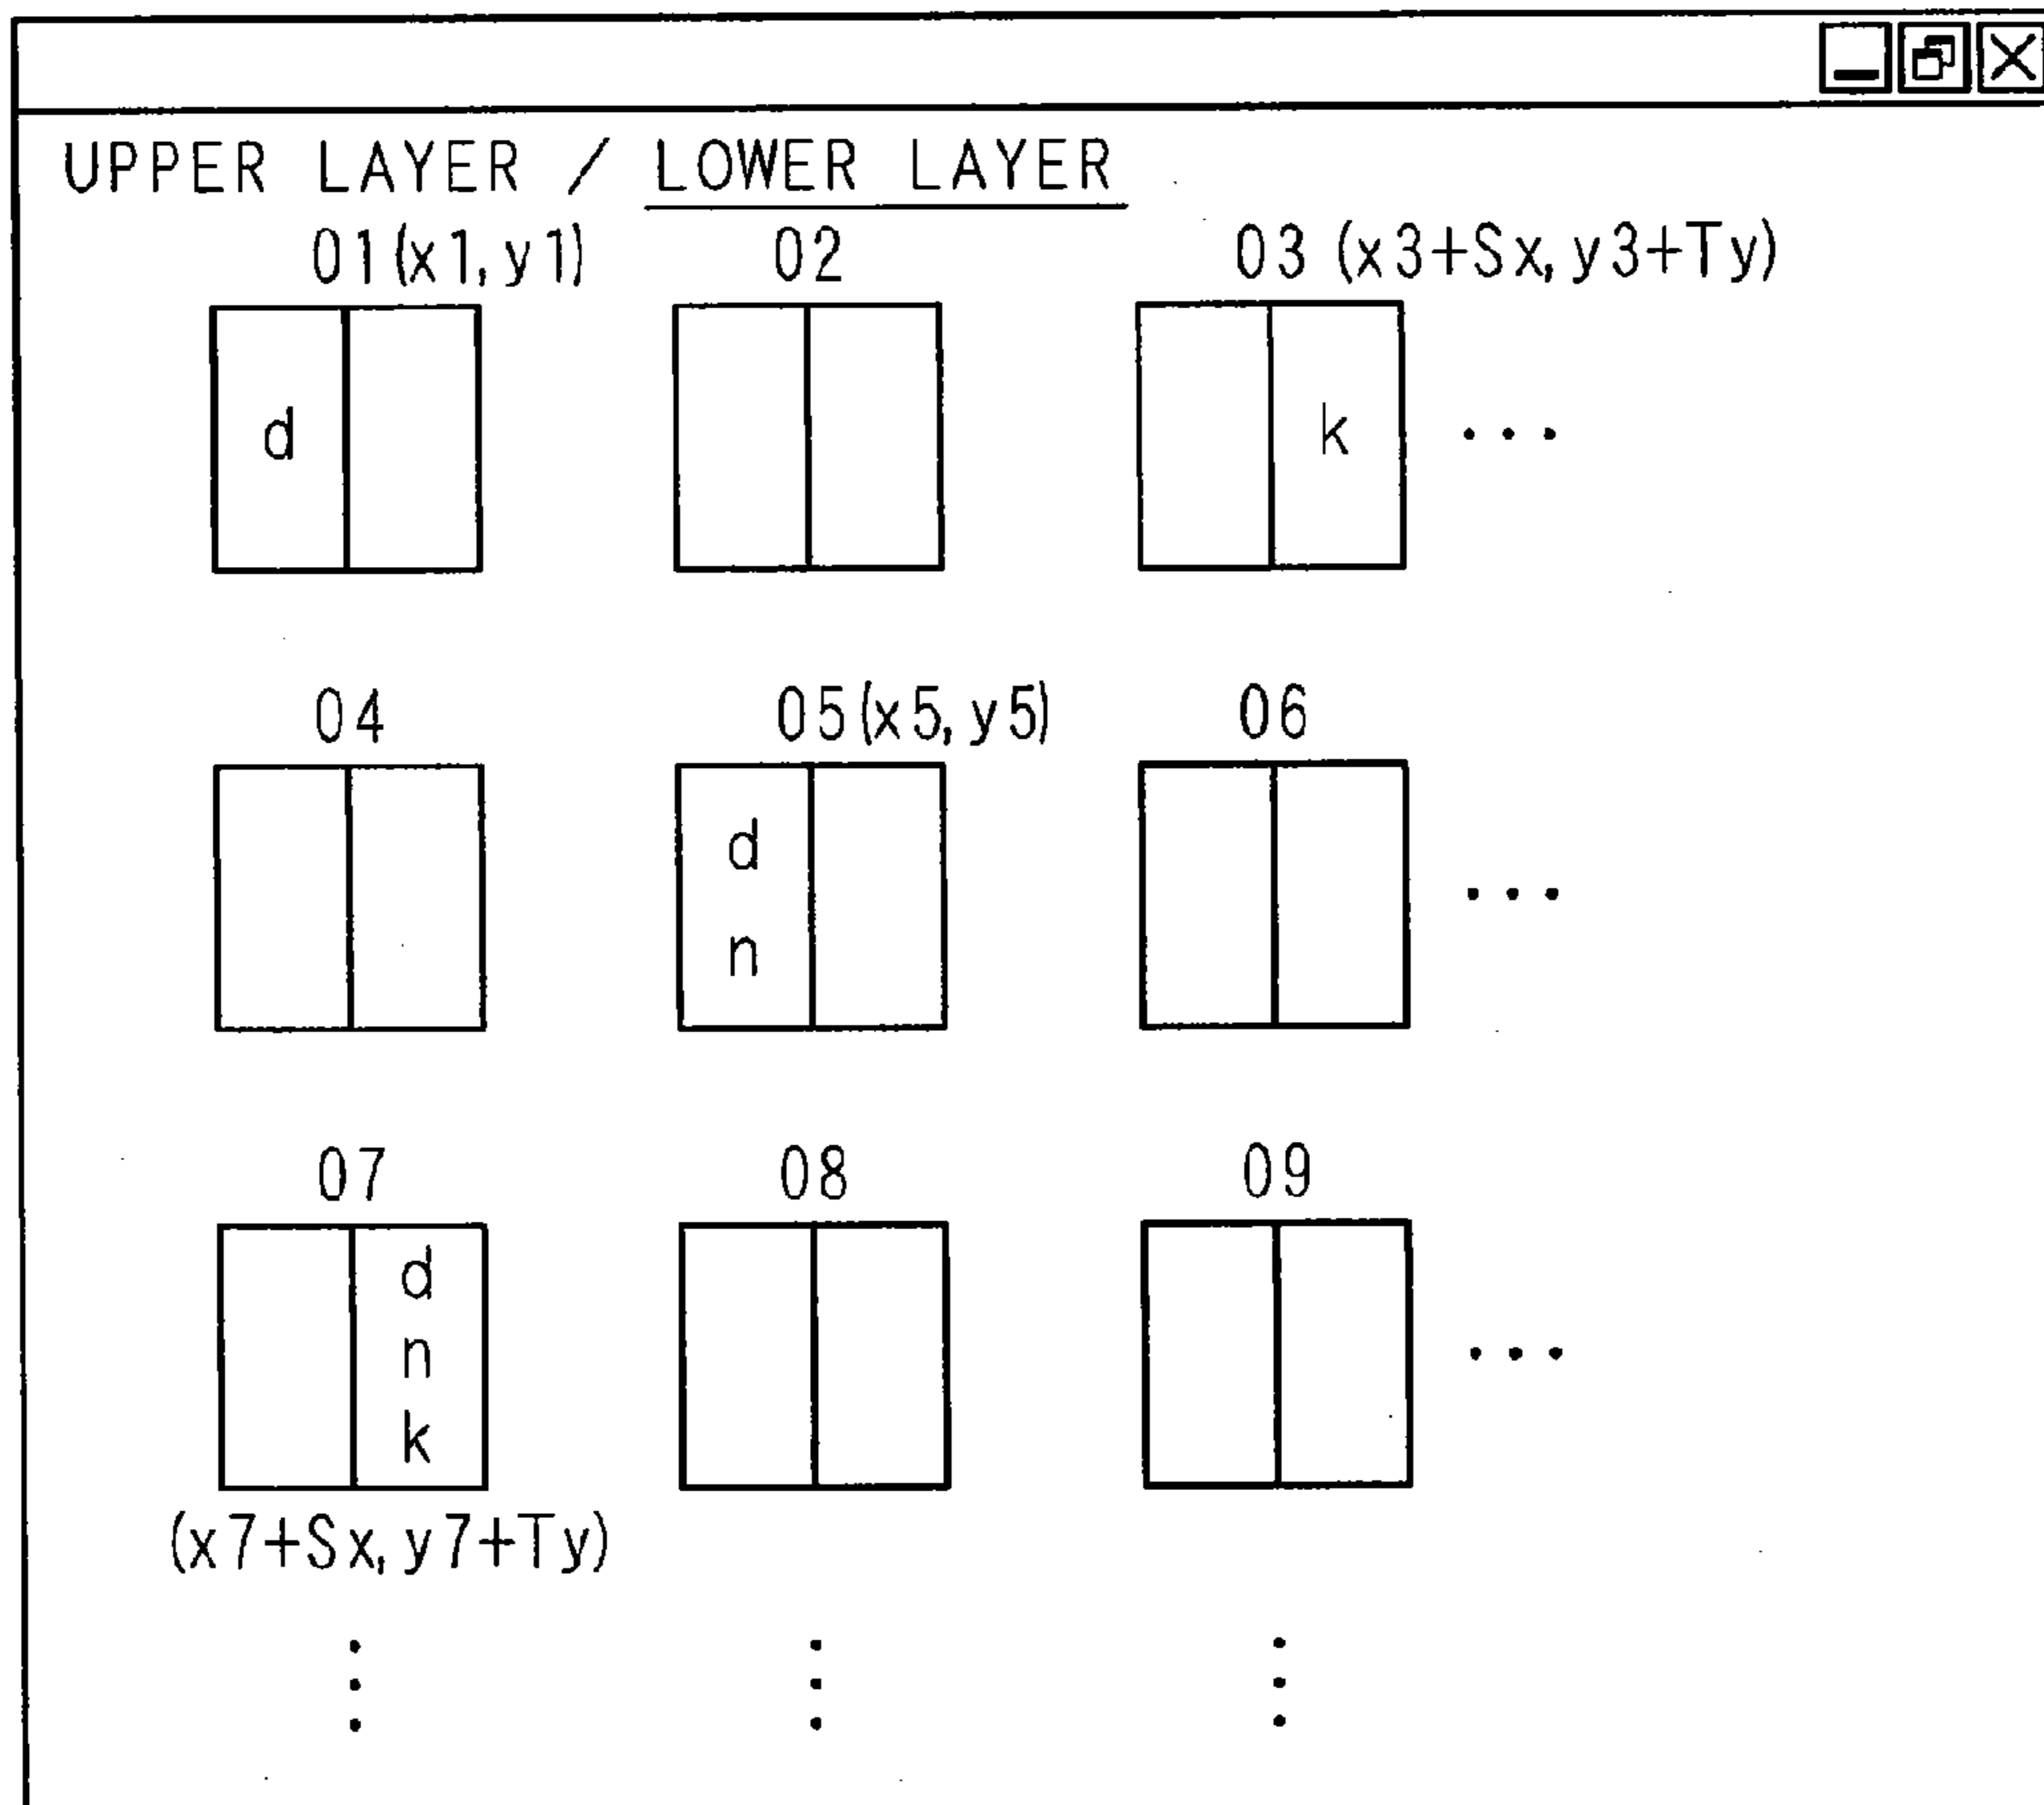 UPPER LAYER / LOWER LAYER
01(x1,y1) 02 03 (x3+Sx,y3+Ty)
d k ...
04 05(x5,y5) 06
d
n
...
07 08 09
d
n
k
...
(x7+Sx,y7+Ty)